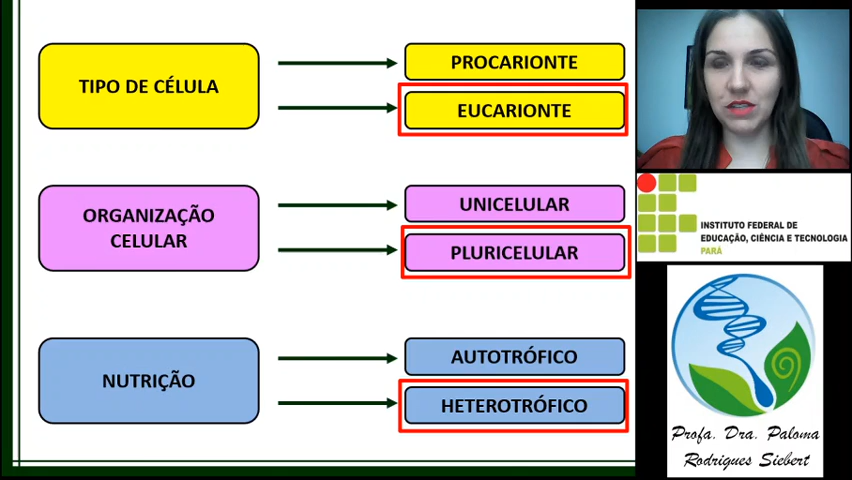 TIPO DE CÉLULA
PROCARIONTE
EUCARIONTE
ORGANIZAÇÃO
CELULAR
UNICELULAR
PLURICELULAR
NUTRIÇÃO
AUTOTRÓFICO
HETEROTRÓFICO
INSTITUTO FEDERAL DE
EDUCAÇÃO, CIÊNCIA E TECNOLOGIA
PARÁ
Profa. Dra. Paloma
Rodrigues Siebert